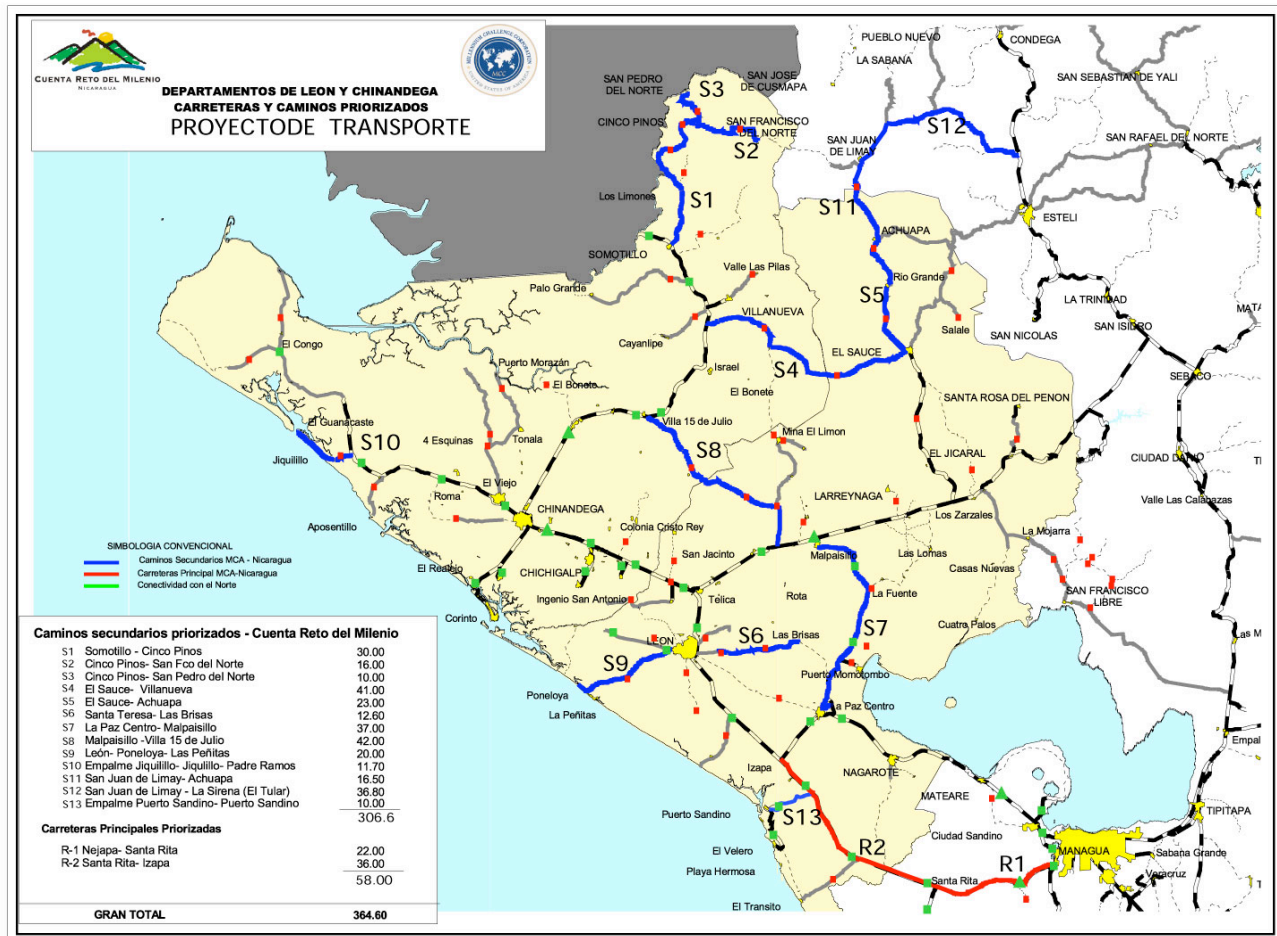 CUENTA RETO DEL MILENIO
NICARAGUA
MILLENNIUM CHALLENGE CORPORATION
MCC
UNITED STATES OF AMERICA
DEPARTAMENTOS DE LEON Y CHINANDEGA
CARRETERAS Y CAMINOS PRIORIZADOS
PROYECTODE TRANSPORTE
PUEBLO NUEVO
CONDEGA
LA SABANA
SAN PEDRO
DEL NORTE
S3
SAN JOSE
DE CUSMAPA
SAN SEBASTIAN DE YALI
CINCO PINOS
SAN FRANCISCO
DEL NORTE
S2
S12
SAN JUAN
DE LIMAY
SAN RAFAEL DEL NORTE
Los Limones
S1
S11
ESTELI
ACHUAPA
SOMOTILLO
Valle Las Pilas
Rio Grande
Palo Grande
S5
LA TRINIDAD
VILLANUEVA
SAN ISIDRO
SAN NICOLAS
Salale
El Congo
Cayanlipe
EL SAUCE
Puerto Morazán
Israel
S4
SEBACO
El Bonete
El Bonete
SANTA ROSA DEL PENON
El Guanacaste
S10
4 Esquinas
Tonala
Villa 15 de Julio
Mina El Limon
S8
EL JICARAL
CIUDAD DARIO
Jiquilillo
El Viejo
Roma
LARREYNAGA
Valle Las Calabazas
CHINANDEGA
Los Zarzales
Aposentillo
Colonia Cristo Rey
La Mojarra
SIMBOLOGIA CONVENCIONAL
Caminos Secundarios MCA - Nicaragua
Carreteras Principal MCA-Nicaragua
Conectividad con el Norte
San Jacinto
Malpaisillo
Las Lomas
El Realejo
CHICHIGALP
Casas Nuevas
Ingenio San Antonio
Telica
Rota
La Fuente
SAN FRANCISCO
LIBRE
Corinto
Cuatro Palos
LEON
Las Brisas
S6
S7
S9
Puerto Momotombo
Poneloya
La Peñitas
La Paz Centro
Izapa
NAGAROTE
MATEARE
Puerto Sandino
S13
Ciudad Sandino
TIPITAPA
El Velero
MANAGUA
Sabana Grande
R2
R1
Playa Hermosa
Veracruz
Santa Rita
El Transito
Caminos secundarios priorizados - Cuenta Reto del Milenio
S1 Somotillo - Cinco Pinos 30.00
S2 Cinco Pinos- San Fco del Norte 16.00
S3 Cinco Pinos- San Pedro del Norte 10.00
S4 El Sauce- Villanueva 41.00
S5 El Sauce- Achuapa 23.00
S6 Santa Teresa- Las Brisas 12.60
S7 La Paz Centro- Malpaisillo 37.00
S8 Malpaisillo -Villa 15 de Julio 42.00
S9 León- Poneloya- Las Peñitas 20.00
S10 Empalme Jiquilillo- Jiqulillo- Padre Ramos 11.70
S11 San Juan de Limay- Achuapa 16.50
S12 San Juan de Limay - La Sirena (El Tular) 36.80
S13 Empalme Puerto Sandino- Puerto Sandino 10.00
306.6
Carreteras Principales Priorizadas
R-1 Nejapa- Santa Rita 22.00
R-2 Santa Rita- Izapa 36.00
58.00
GRAN TOTAL 364.60